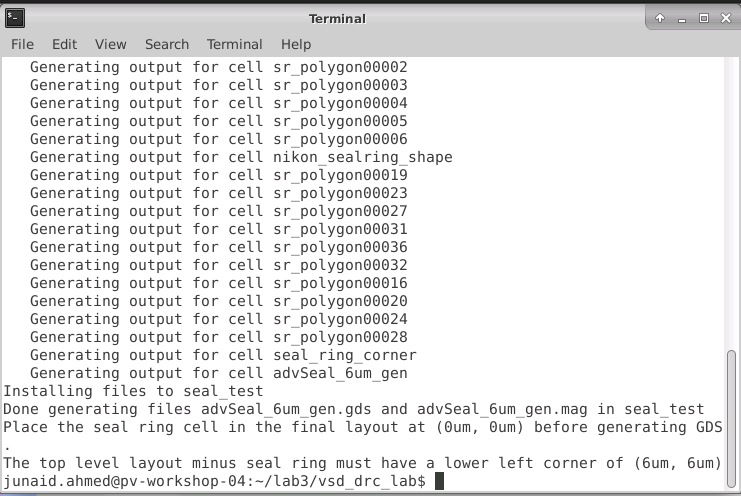 Terminal
File Edit View Search Terminal Help
Generating output for cell sr_polygon00002
Generating output for cell sr_polygon00003
Generating output for cell sr_polygon00004
Generating output for cell sr_polygon00005
Generating output for cell sr_polygon00006
Generating output for cell nikon_sealring_shape
Generating output for cell sr_polygon00019
Generating output for cell sr_polygon00023
Generating output for cell sr_polygon00027
Generating output for cell sr_polygon00031
Generating output for cell sr_polygon00036
Generating output for cell sr_polygon00032
Generating output for cell sr_polygon00016
Generating output for cell sr_polygon00020
Generating output for cell sr_polygon00024
Generating output for cell sr_polygon00028
Generating output for cell seal_ring_corner
Generating output for cell advSeal_6um_gen
Installing files to seal_test
Done generating files advSeal_6um_gen.gds and advSeal_6um_gen.mag in seal_test
Place the seal ring cell in the final layout at (0um, 0um) before generating GDS
.
The top level layout minus seal ring must have a lower left corner of (6um, 6um)
junaid.ahmed@pv-workshop-04:~/lab3/vsd_drc_lab$